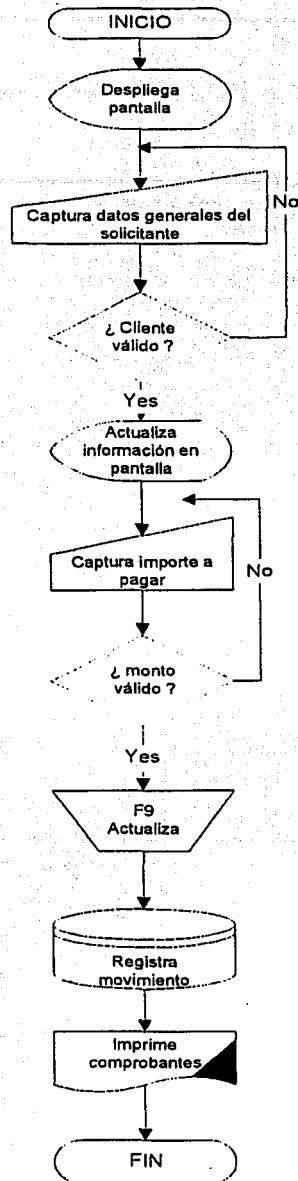 INICIO
Despliega
pantalla
No
Captura datos generales del
solicitante
¿ Cliente
válido ?
Yes
Actualiza
información en
pantalla
Captura importe a
pagar
No
¿ monto
válido ?
Yes
F9
Actualiza
Registra
movimiento
Imprime
comprobantes
FIN